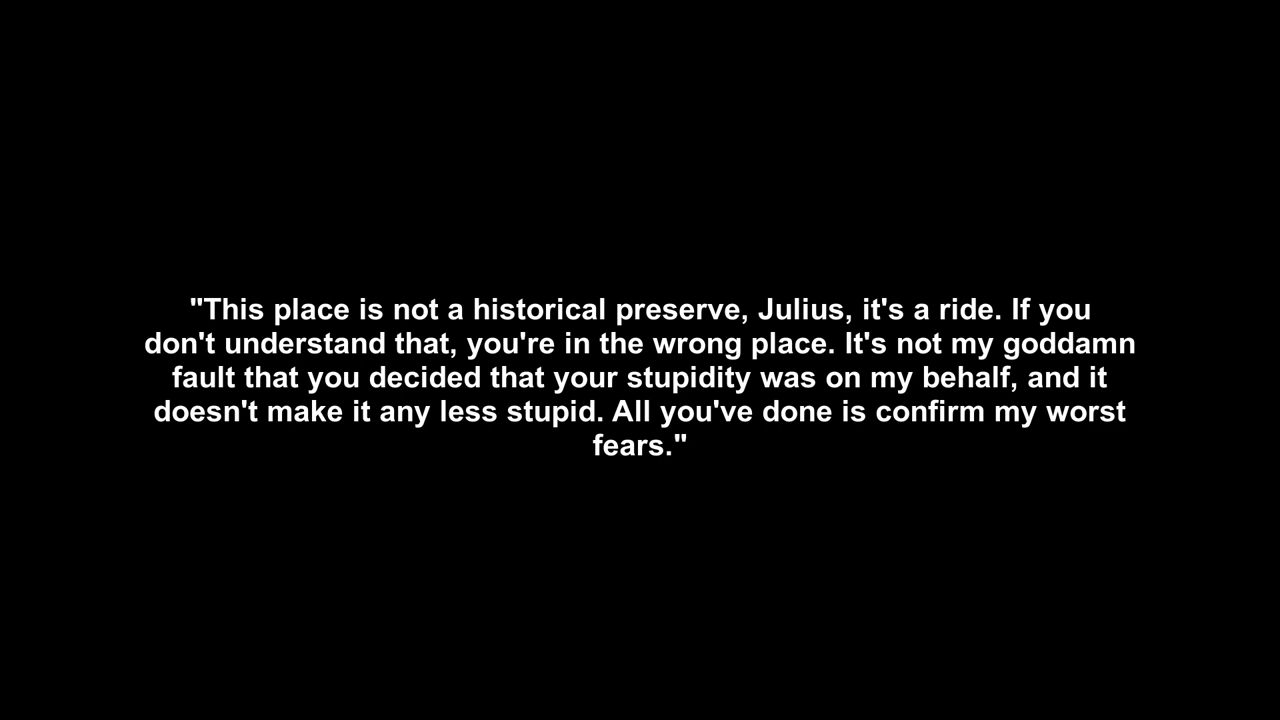 "This place is not a historical preserve, Julius, it's a ride. If you
don't understand that, you're in the wrong place. It's not my goddamn
fault that you decided that your stupidity was on my behalf, and it
doesn't make it any less stupid. All you've done is confirm my worst
fears."